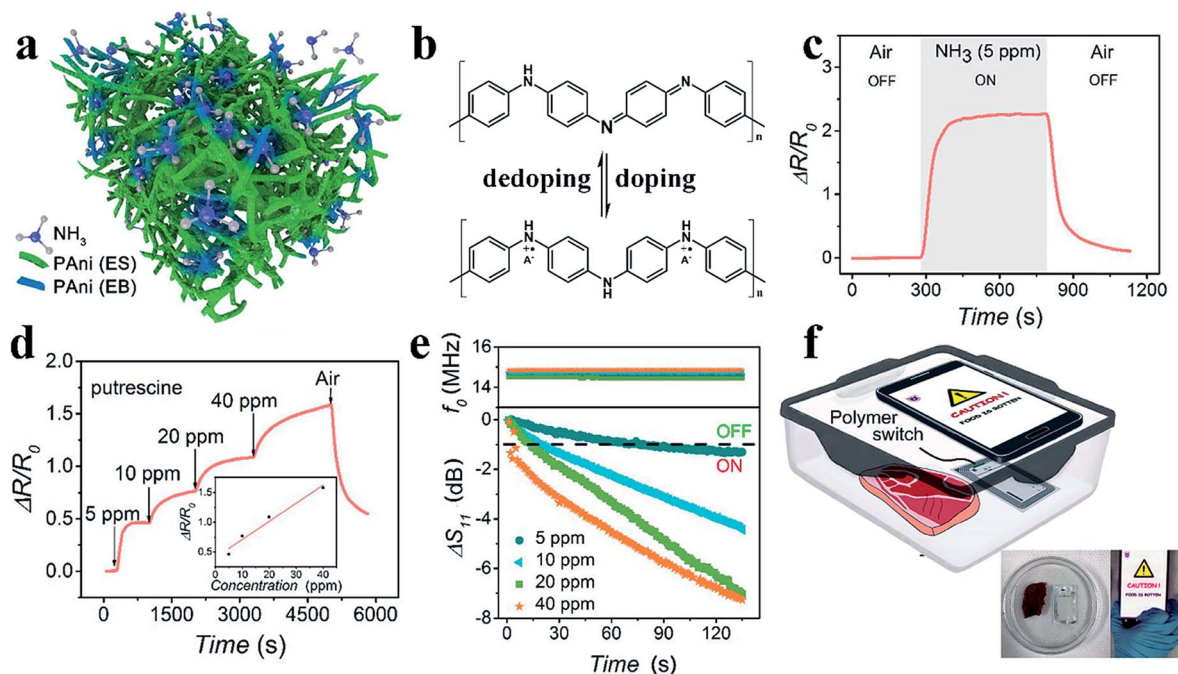 a
NH3
PAni (ES)
PAni (EB)
b
H
N
N
N
n
dedoping
doping
H
N
+•
A-
H
N
+•
A-
N
H
n
c
Air
OFF
NH3 (5 ppm)
ON
Air
OFF
ΔR/R0
3
2
1
0
0 300 600 900 1200
Time (s)
d
putrescine
5 ppm
10 ppm
20 ppm
40 ppm
Air
ΔR/R0
2.0
1.5
1.0
0.5
0.0
0 1500 3000 4500 6000
Time (s)
ΔR/R0
1.5
1.0
0.5
0 10 20 30 40
Concentration (ppm)
e
f0 (MHz)
16
14
ΔS11 (dB)
0
-2
-4
-6
-8
OFF
ON
5 ppm
10 ppm
20 ppm
40 ppm
0 30 60 90 120
Time (s)
f
Polymer
switch
CAUTION!
FOOD IS ROTTEN
CAUTION!
FOOD IS ROTTEN